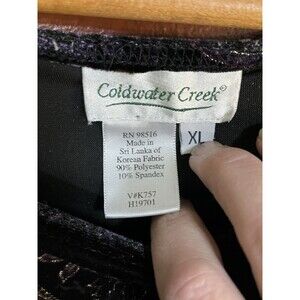 Coldwater Creek®
RN 98516
Made in
Sri Lanka of
Korean Fabric
90% Polyester
10% Spandex
V#K757
H19701
XL